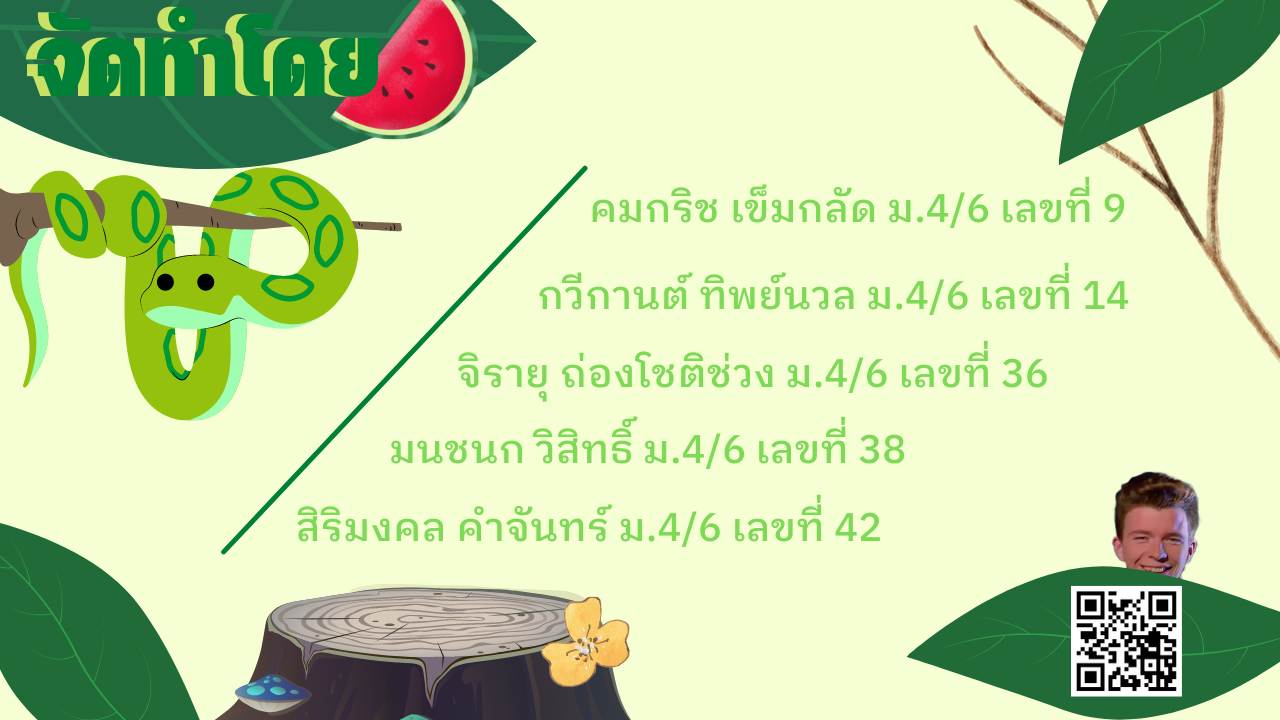 จัดทำโดย
คมกริช เข็มกลัด ม.4/6 เลขที่ 9
กวีกานต์ ทิพย์นวล ม.4/6 เลขที่ 14
จิรายุ ถ่องโชติช่วง ม.4/6 เลขที่ 36
มนชนก วิสิทธิ์ ม.4/6 เลขที่ 38
สิริมงคล คำจันทร์ ม.4/6 เลขที่ 42